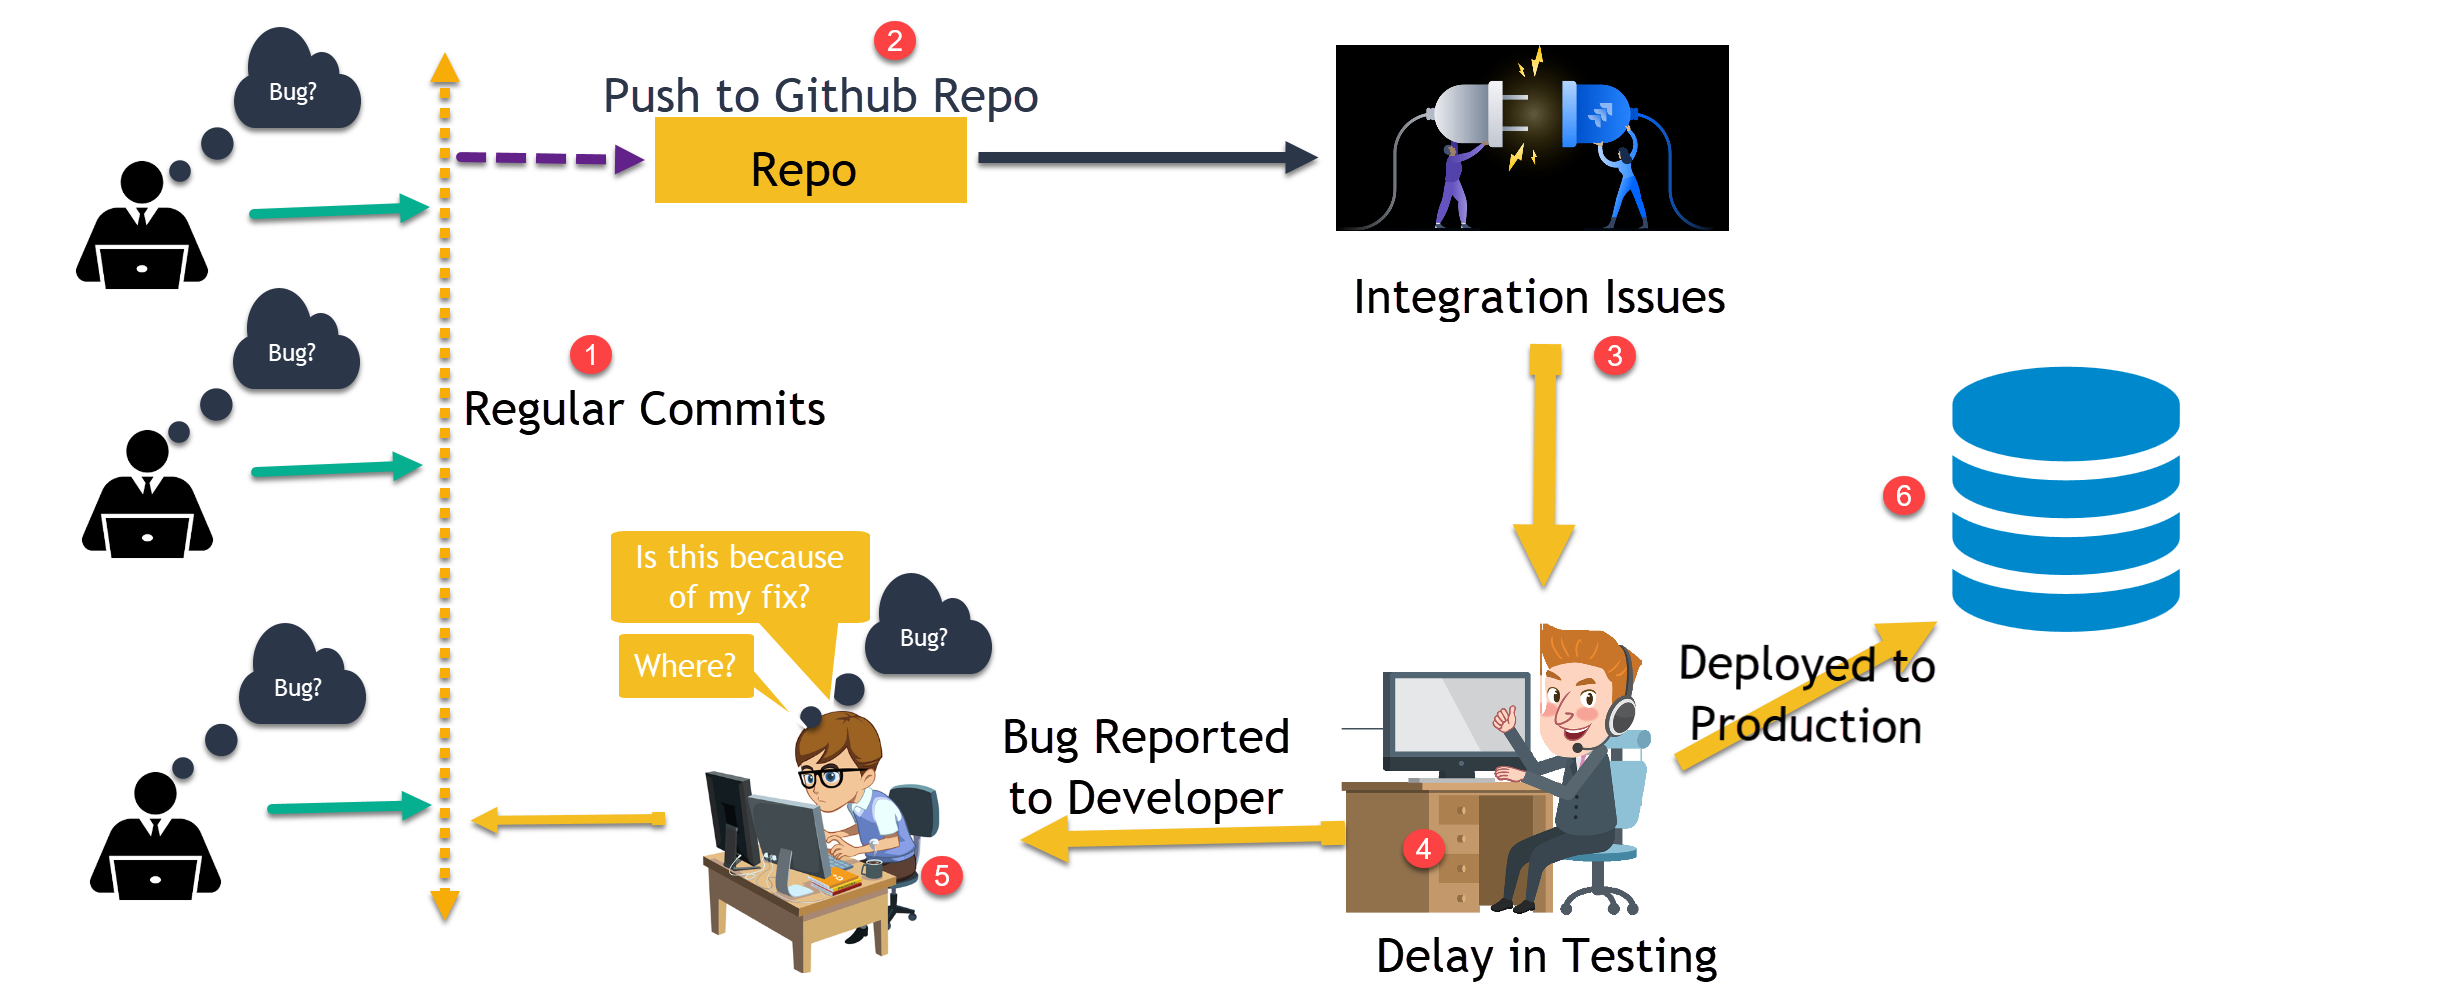 Bug?
2
Push to Github Repo
Repo
Integration Issues
3
Bug?
1
Regular Commits
6
Is this because
of my fix?
Where?
Bug?
Bug?
Deployed to
Production
Bug Reported
to Developer
4
5
Delay in Testing